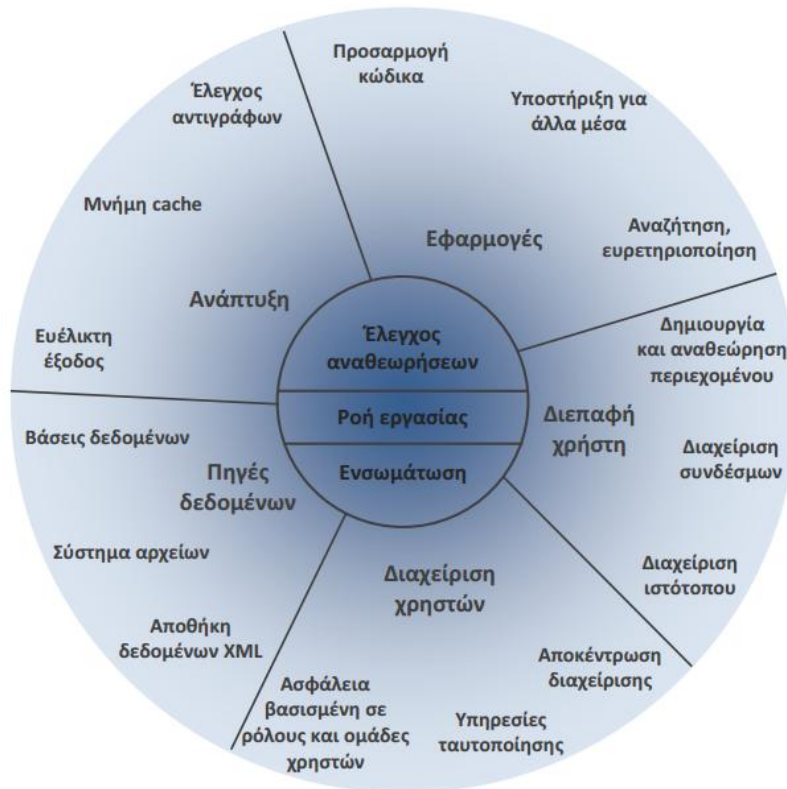 Προσαρμογή
κώδικα
Υποστήριξη για
άλλα μέσα
Αναζήτηση,
ευρετηριοποίηση
Εφαρμογές
Έλεγχος
αντιγράφων
Μνήμη cache
Ευέλικτη
έξοδος
Ανάπτυξη
Έλεγχος
αναθεωρήσεων
Ροή εργασίας
Ενσωμάτωση
Δημιουργία
και αναθεώρηση
περιεχομένου
Διεπαφή
χρήστη
Διαχείριση
συνδέσμων
Διαχείριση
ιστότοπου
Βάσεις δεδομένων
Πηγές
δεδομένων
Σύστημα αρχείων
Αποθήκη
δεδομένων XML
Διαχείριση
χρηστών
Αποκέντρωση
διαχείρισης
Υπηρεσίες
ταυτοποίησης
Ασφάλεια
βασισμένη σε
ρόλους και ομάδες
χρηστών